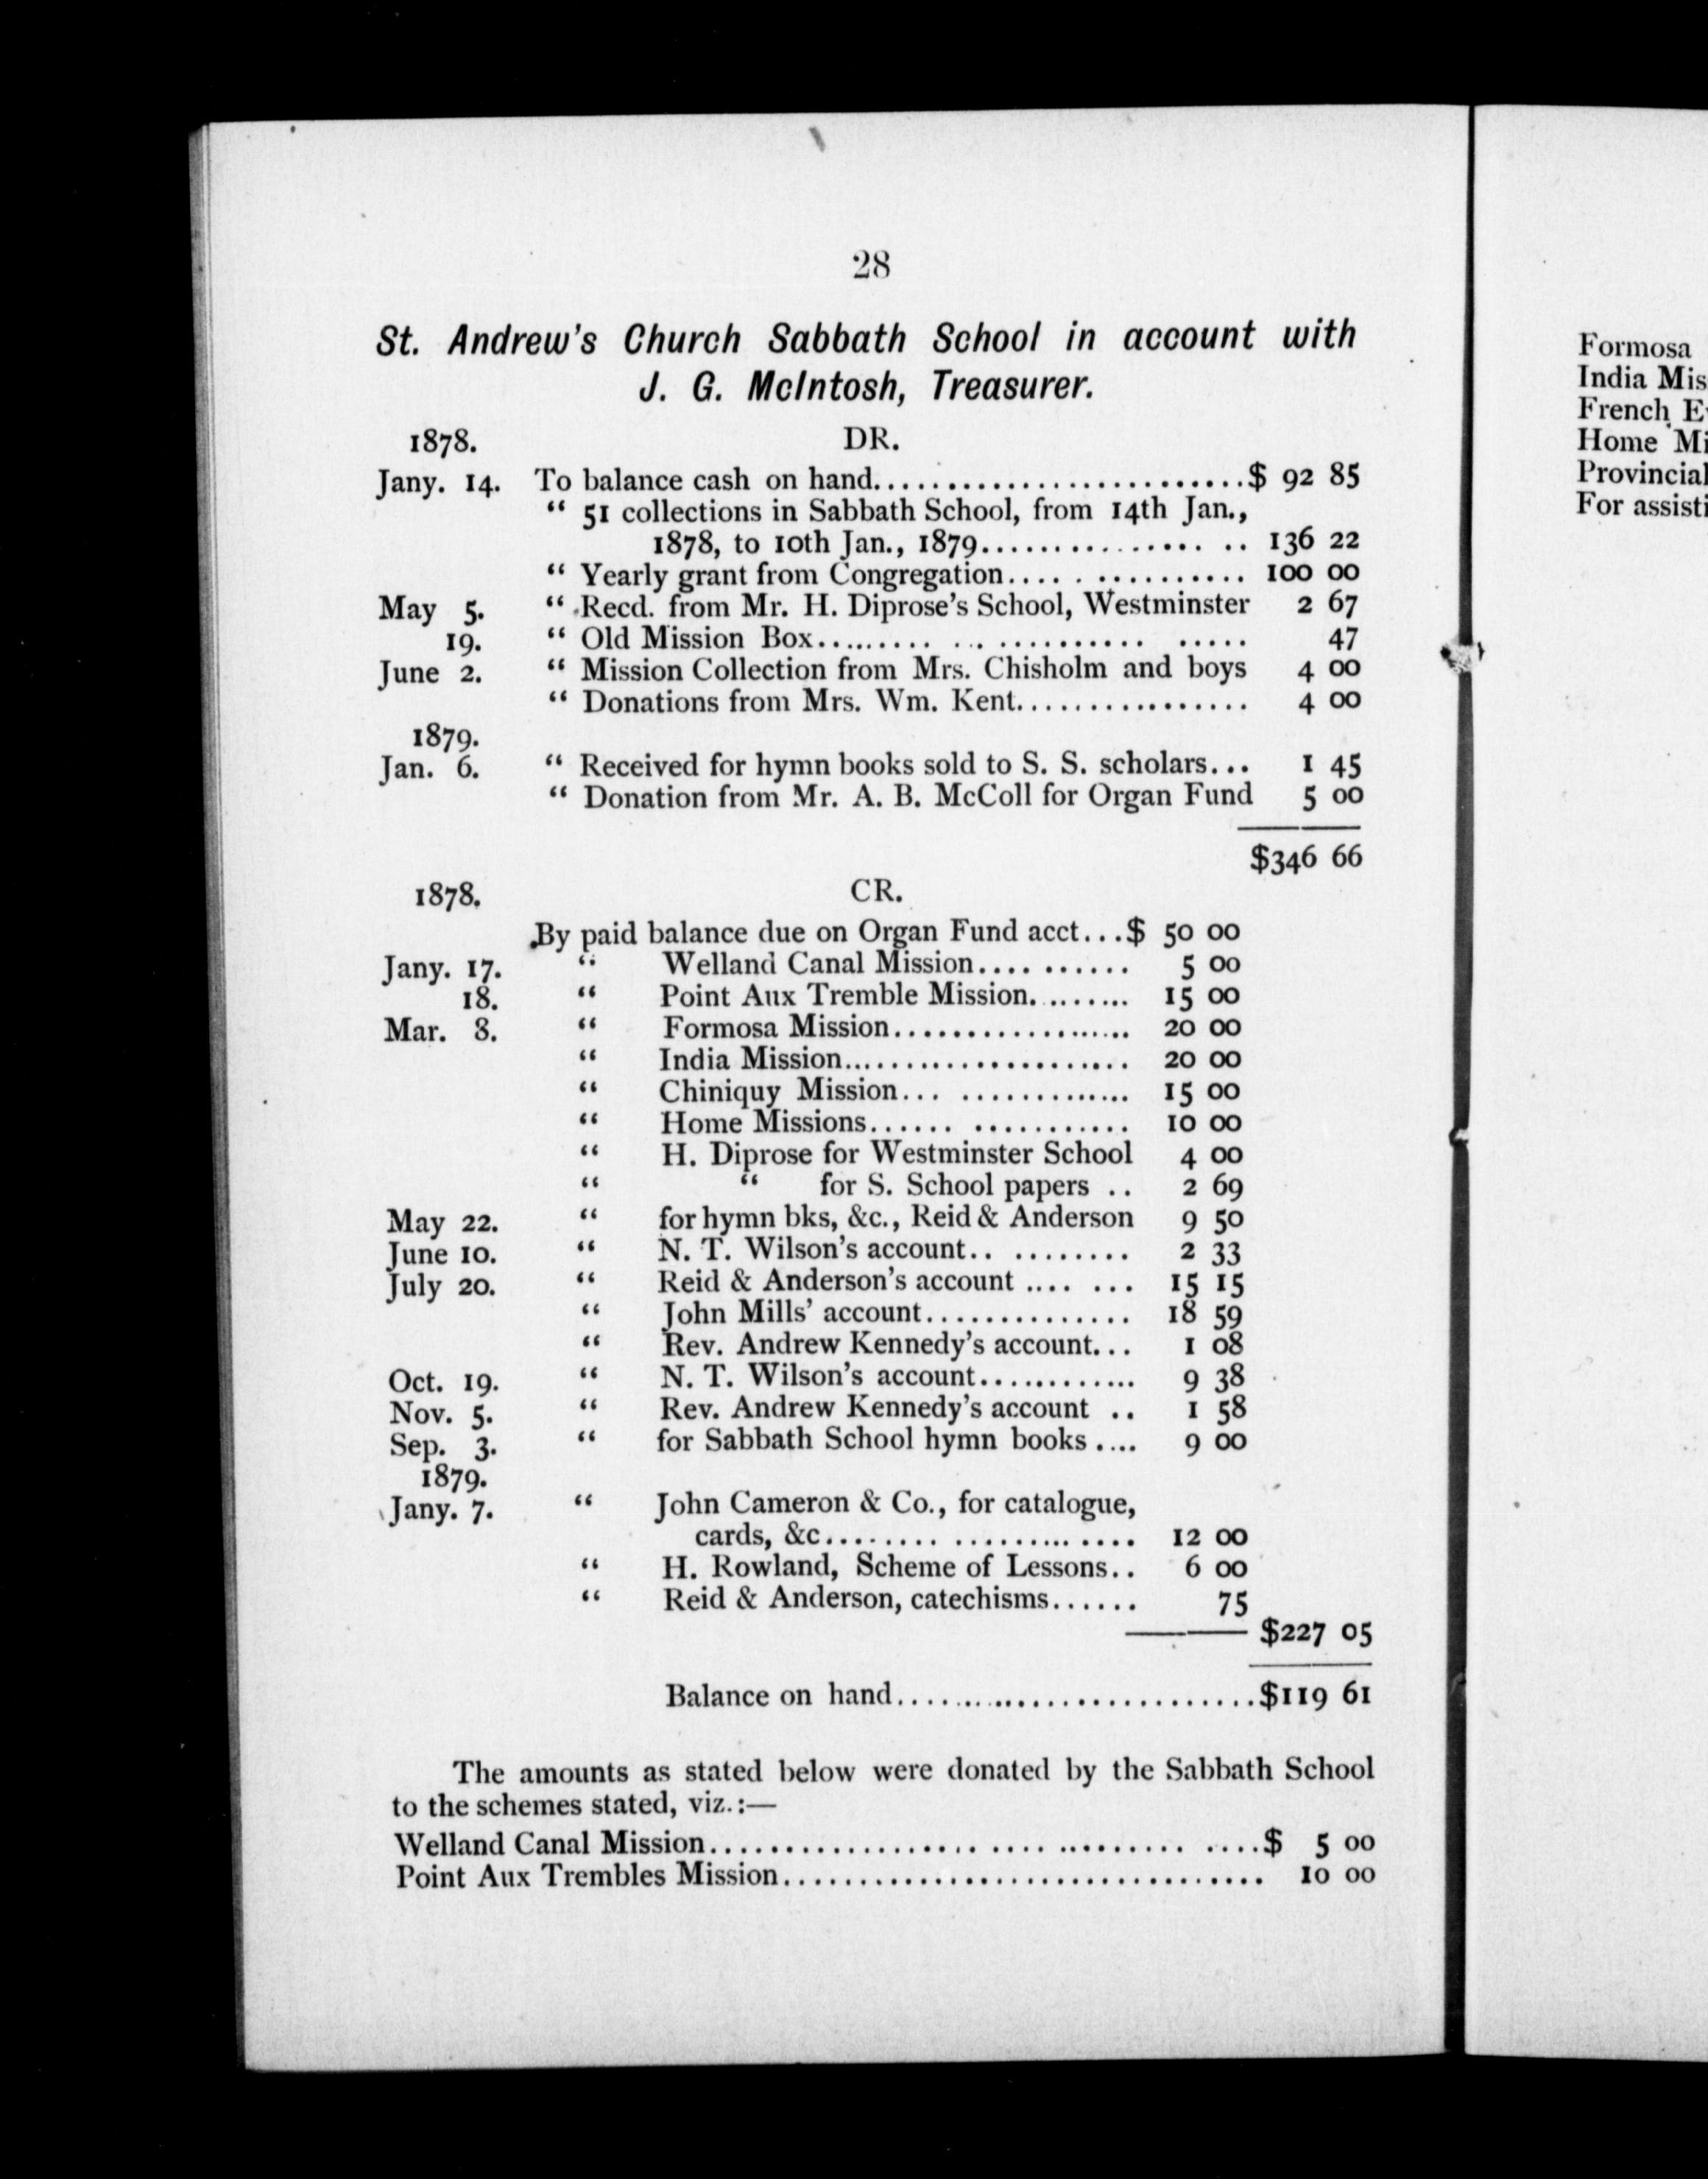 28
St. Andrew's Church Sabbath School in account with
J. G. McIntosh, Treasurer.
1878. DR.
Jany. 14. To balance cash on hand..........................$ 92 85
“ 51 collections in Sabbath School, from 14th Jan.,
1878, to 10th Jan., 1879.................. 136 22
“ Yearly grant from Congregation................ 100 00
May 5. “ Recd. from Mr. H. Diprose's School, Westminster 2 67
19. “ Old Mission Box........................... 47
June 2. “ Mission Collection from Mrs. Chisholm and boys 4 00
“ Donations from Mrs. Wm. Kent................ 4 00
1879.
Jan. 6. “ Received for hymn books sold to S. S. scholars... 1 45
“ Donation from Mr. A. B. McColl for Organ Fund 5 00
$346 66
1878. CR.
By paid balance due on Organ Fund acct...$ 50 00
Jany. 17. “ Welland Canal Mission.......... 5 00
18. “ Point Aux Tremble Mission........ 15 00
Mar. 8. “ Formosa Mission................. 20 00
“ India Mission.................... 20 00
“ Chiniquy Mission............... 15 00
“ Home Missions................. 10 00
“ H. Diprose for Westminster School 4 00
“ “ for S. School papers .. 2 69
May 22. “ for hymn bks, &c., Reid & Anderson 9 50
June 10. “ N. T. Wilson's account.......... 2 33
July 20. “ Reid & Anderson's account ....... 15 15
“ John Mills' account.............. 18 59
“ Rev. Andrew Kennedy's account... 1 08
Oct. 19. “ N. T. Wilson's account............ 9 38
Nov. 5. “ Rev. Andrew Kennedy's account .. 1 58
Sep. 3. “ for Sabbath School hymn books .... 9 00
1879.
Jany. 7. “ John Cameron & Co., for catalogue,
cards, &c..................... 12 00
“ H. Rowland, Scheme of Lessons.. 6 00
“ Reid & Anderson, catechisms...... 75
$227 05
Balance on hand.........................$119 61
The amounts as stated below were donated by the Sabbath School
to the schemes stated, viz.:—
Welland Canal Mission....................................$ 5 00
Point Aux Trembles Mission................................ 10 00
Formosa
India Mis
French E
Home Mi
Provincial
For assisti